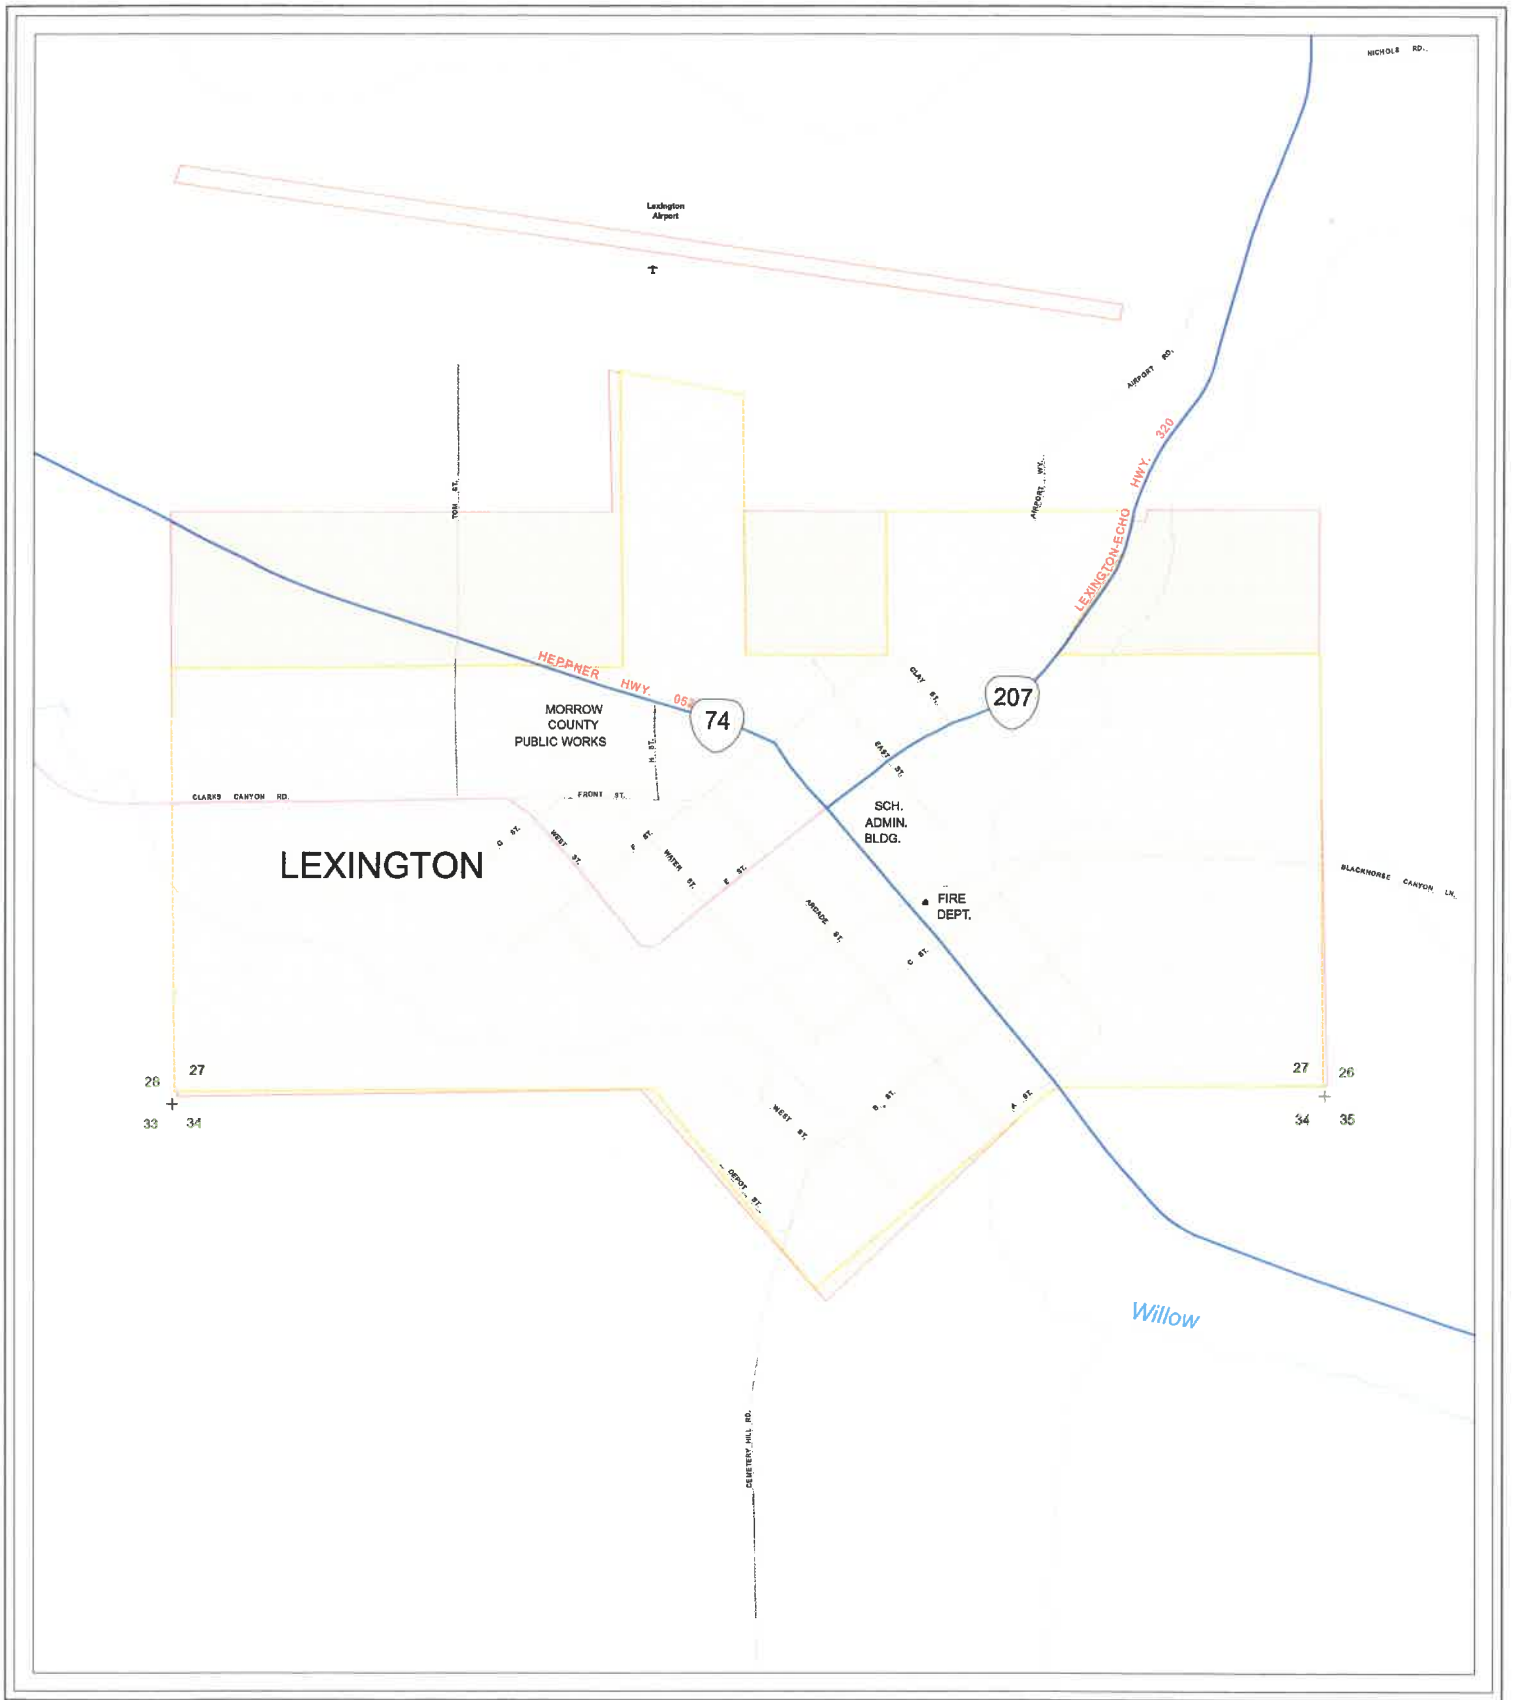 NICHOLS RD.
Lexington
Airport
AIRPORT RD.
LEXINGTON-ECHO HWY. 320
AIRPORT WY.
TOM ST.
HEPPNER HWY. 052
74
207
CLAY ST.
EAST ST.
MORROW
COUNTY
PUBLIC WORKS
H ST.
CLARKS CANYON RD.
FRONT ST.
SCH.
ADMIN.
BLDG.
LEXINGTON
G ST.
WEST ST.
F ST.
WATER ST.
E ST.
BLACKHORSE CANYON LN.
ARCADE ST.
FIRE
DEPT.
C ST.
28 27
33 34
27 26
34 35
WEST ST.
B ST.
A ST.
DEPOT ST.
Willow
CEMETERY HILL RD.